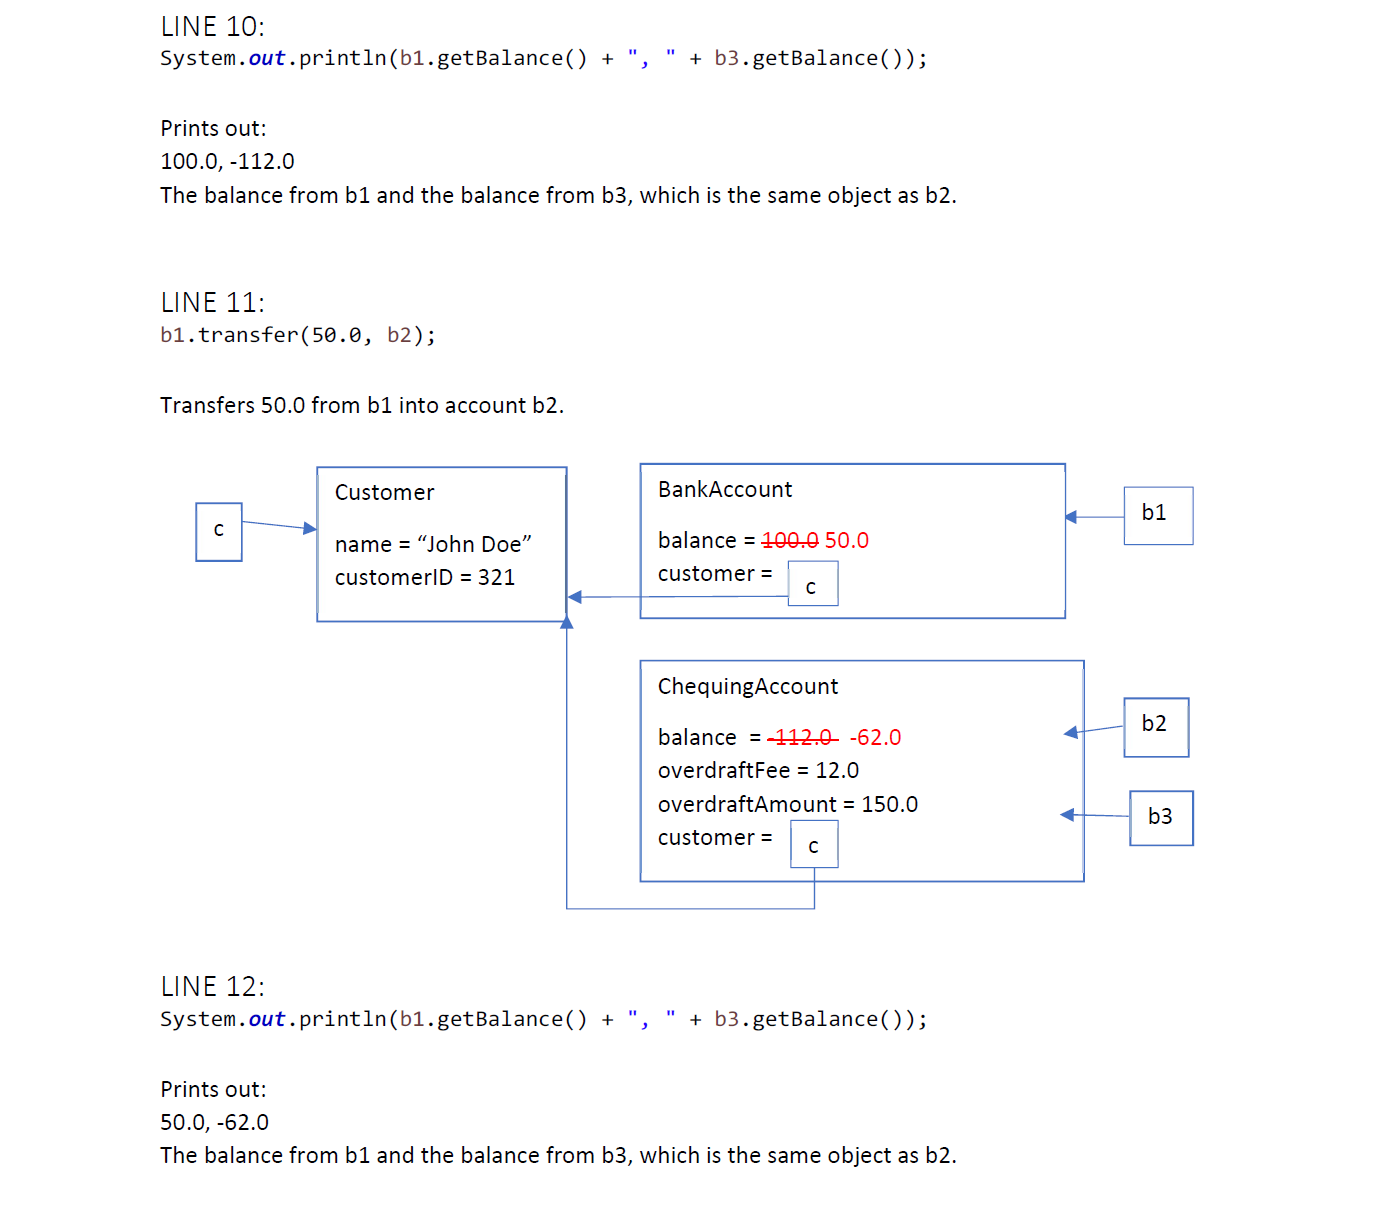 LINE 10:
System.out.println(b1.getBalance() + ", " + b3.getBalance());
Prints out:
100.0, -112.0
The balance from b1 and the balance from b3, which is the same object as b2.
LINE 11:
b1.transfer(50.0, b2);
Transfers 50.0 from b1 into account b2.
c
Customer
name = “John Doe”
customerID = 321
BankAccount
balance = 100.0 50.0
customer =
c
b1
ChequingAccount
balance = -112.0 -62.0
overdraftFee = 12.0
overdraftAmount = 150.0
customer =
c
b2
b3
LINE 12:
System.out.println(b1.getBalance() + ", " + b3.getBalance());
Prints out:
50.0, -62.0
The balance from b1 and the balance from b3, which is the same object as b2.